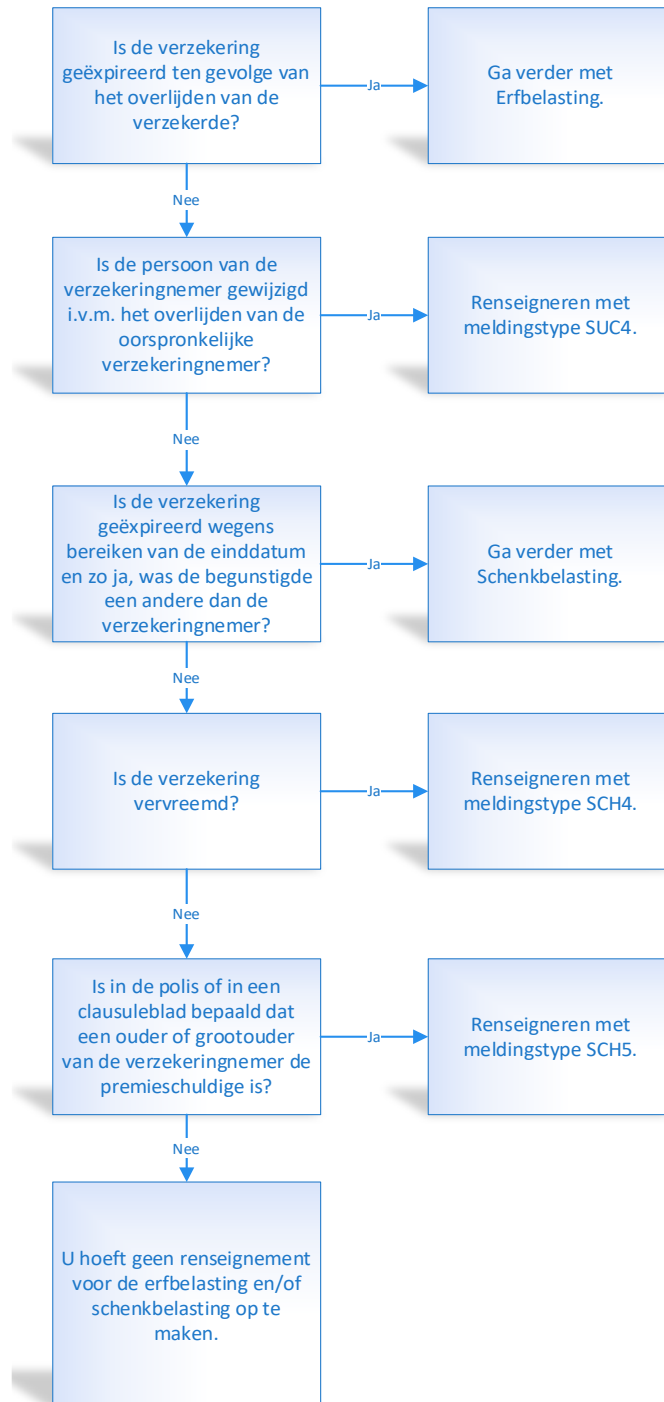 Is de verzekering
geëxpireerd ten gevolge van
het overlijden van de
verzekerde?
Ja
Ga verder met
Erfbelasting.
Nee
Is de persoon van de
verzekeringnemer gewijzigd
i.v.m. het overlijden van de
oorspronkelijke
verzekeringnemer?
Ja
Renseigneren met
meldingstype SUC4.
Nee
Is de verzekering
geëxpireerd wegens
bereiken van de einddatum
en zo ja, was de begunstigde
een andere dan de
verzekeringnemer?
Ja
Ga verder met
Schenkbelasting.
Nee
Is de verzekering
vervreemd?
Ja
Renseigneren met
meldingstype SCH4.
Nee
Is in de polis of in een
clausuleblad bepaald dat
een ouder of grootouder
van de verzekeringnemer de
premieschuldige is?
Ja
Renseigneren met
meldingstype SCH5.
Nee
U hoeft geen renseignement
voor de erfbelasting en/of
schenkbelasting op te
maken.